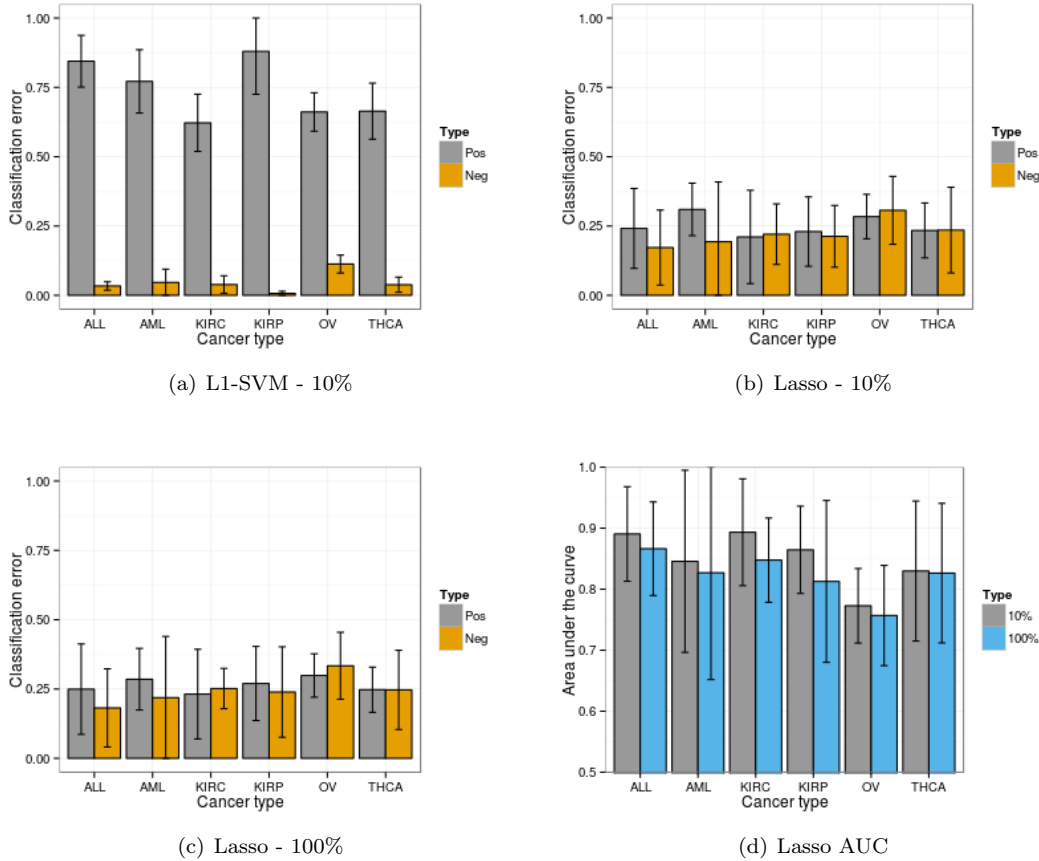 1.00
0.75
0.50
0.25
0.00
Classification error
ALL AML KIRC KIRP OV THCA
Cancer type
Type
Pos
Neg
(a) L1-SVM - 10%
1.00
0.75
0.50
0.25
0.00
Classification error
ALL AML KIRC KIRP OV THCA
Cancer type
Type
Pos
Neg
(b) Lasso - 10%
1.00
0.75
0.50
0.25
0.00
Classification error
ALL AML KIRC KIRP OV THCA
Cancer type
Type
Pos
Neg
(c) Lasso - 100%
1.0
0.9
0.8
0.7
0.6
0.5
Area under the curve
ALL AML KIRC KIRP OV THCA
Cancer type
Type
10%
100%
(d) Lasso AUC